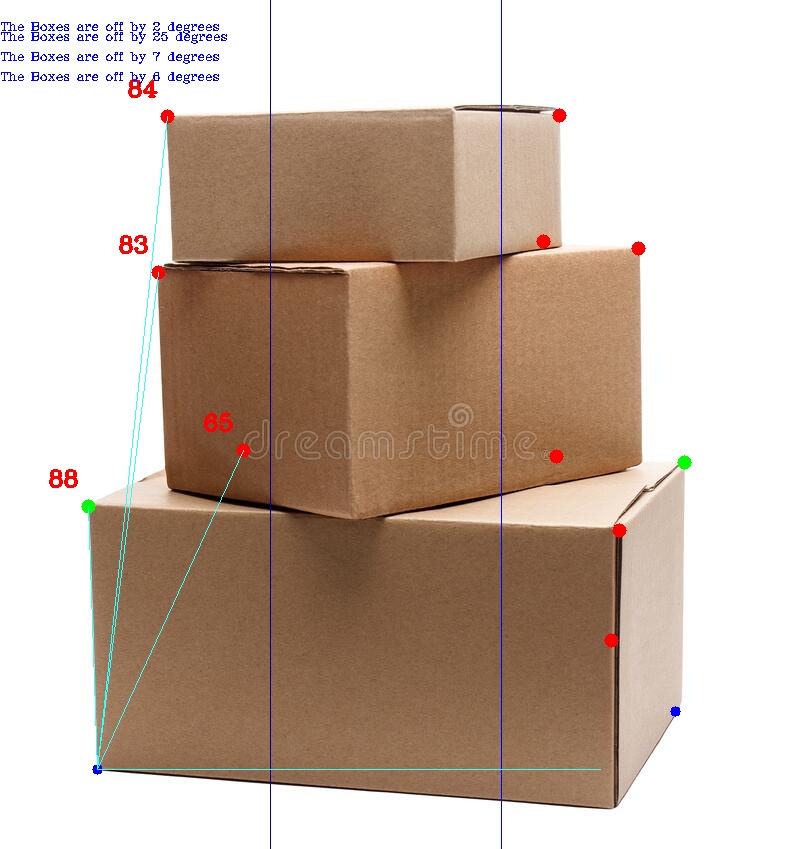 The Boxes are off by 2 degrees
The Boxes are off by 25 degrees
The Boxes are off by 7 degrees
The Boxes are off by 6 degrees
84
83
65
dreamstime
88